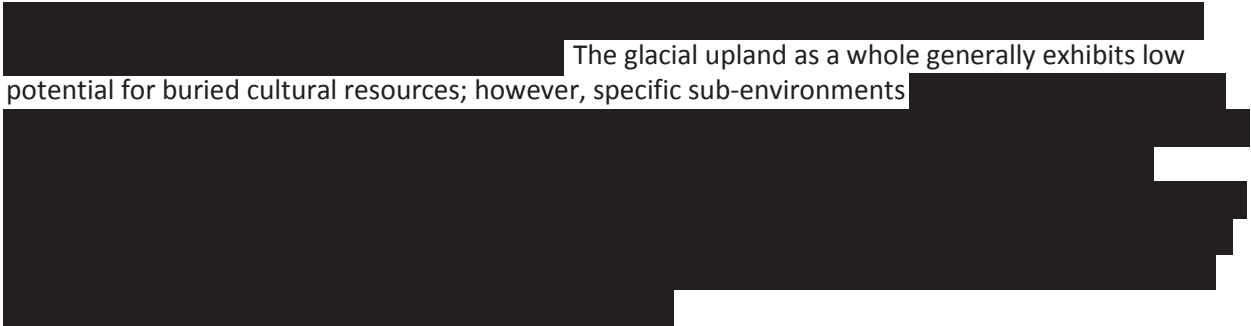 The glacial upland as a whole generally exhibits low
potential for buried cultural resources; however, specific sub-environments